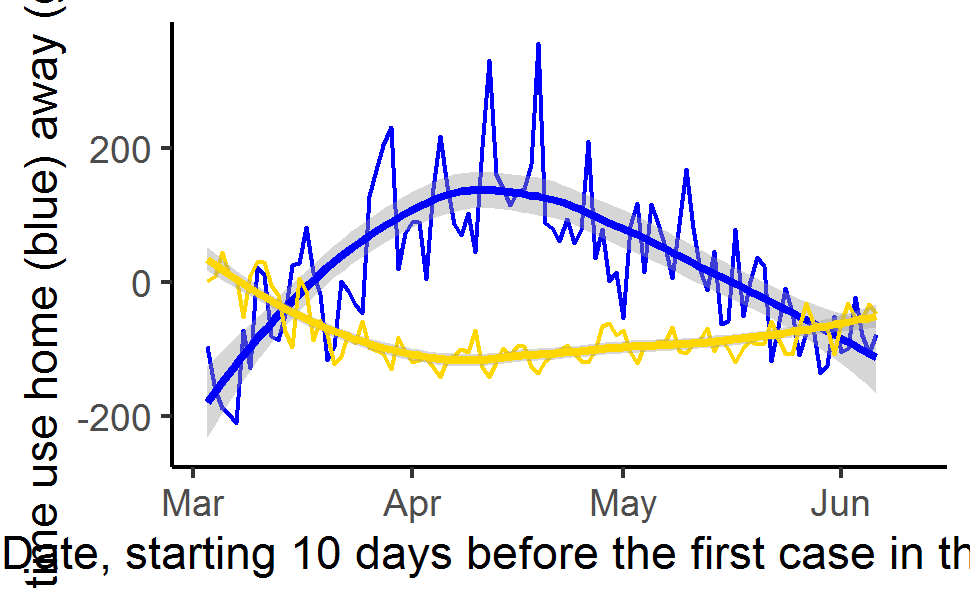 time use home (blue) away (
200
0
-200
Mar Apr May Jun
Date, starting 10 days before the first case in th